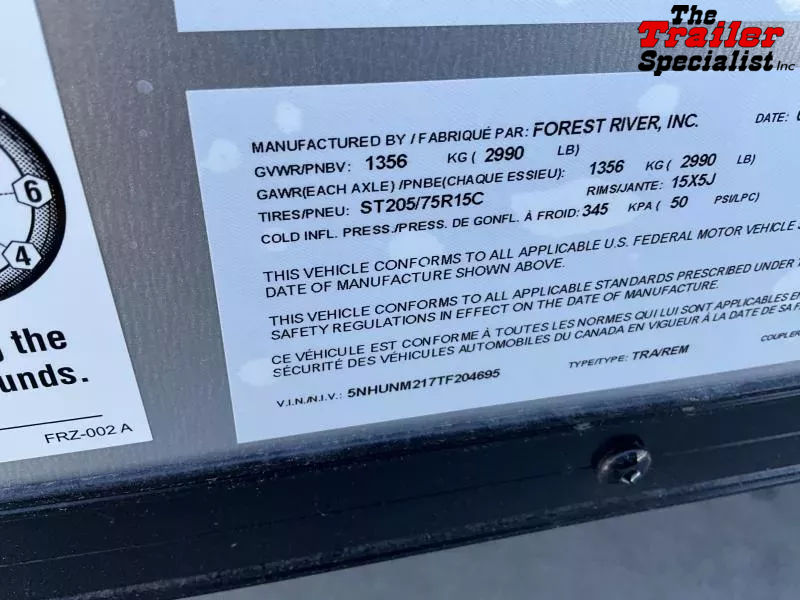 The
Trailer
Specialist Inc
MANUFACTURED BY / FABRIQUÉ PAR: FOREST RIVER, INC. DATE:
GVWR/PNBV: 1356 KG ( 2990 LB)
GAWR(EACH AXLE) /PNBE(CHAQUE ESSIEU): 1356 KG ( 2990 LB)
TIRES/PNEU: ST205/75R15C RIMS/JANTE: 15X5J
COLD INFL. PRESS./PRESS. DE GONFL. À FROID: 345 KPA ( 50 PSI/LPC)
THIS VEHICLE CONFORMS TO ALL APPLICABLE U.S. FEDERAL MOTOR VEHICLE
DATE OF MANUFACTURE SHOWN ABOVE.
THIS VEHICLE CONFORMS TO ALL APPLICABLE STANDARDS PRESCRIBED UNDER
SAFETY REGULATIONS IN EFFECT ON THE DATE OF MANUFACTURE.
CE VÉHICULE EST CONFORME À TOUTES LES NORMES QUI LUI SONT APPLICABLES
SÉCURITÉ DES VÉHICULES AUTOMOBILES DU CANADA EN VIGUEUR À LA DATE DE SA
V.I.N./N.I.V.: 5NHUNM217TF204695 TYPE/TYPE: TRA/REM COUPLER
6
4
the
unds.
FRZ-002 A